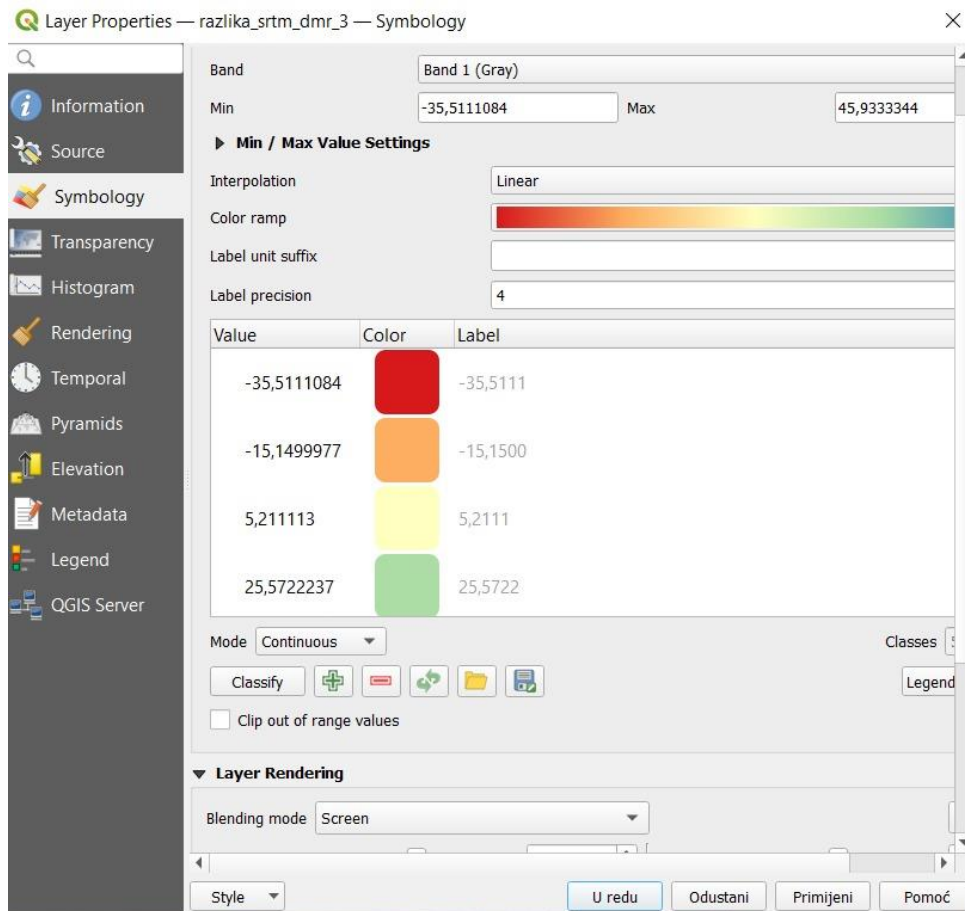 Layer Properties — razlika_srtm_dmr_3 — Symbology
Information
Source
Symbology
Transparency
Histogram
Rendering
Temporal
Pyramids
Elevation
Metadata
Legend
QGIS Server
Band Band 1 (Gray)
Min -35,5111084 Max 45,9333344
Min / Max Value Settings
Interpolation Linear
Color ramp
Label unit suffix
Label precision 4
Value Color Label
-35,5111084 -35,5111
-15,1499977 -15,1500
5,211113 5,2111
25,5722237 25,5722
Mode Continuous Classes
Classify Legend
Clip out of range values
Layer Rendering
Blending mode Screen
Style U redu Odustani Primijeni Pomoć